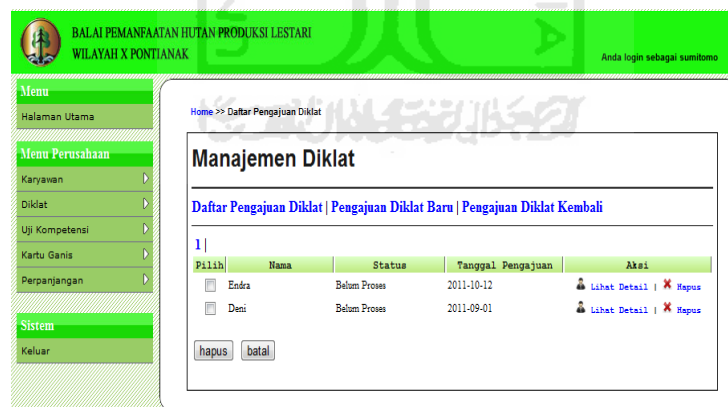 BALAI PEMANFAATAN HUTAN PRODUKSI LESTARI
WILAYAH X PONTIANAK
Anda login sebagai sumitomo
Menu
Halaman Utama
Menu Perusahaan
Karyawan
Diklat
Uji Kompetensi
Kartu Ganis
Perpanjangan
Sistem
Keluar
Home >> Daftar Pengajuan Diklat
Manajemen Diklat
Daftar Pengajuan Diklat | Pengajuan Diklat Baru | Pengajuan Diklat Kembali
1 |
Pilih Nama Status Tanggal Pengajuan Aksi
Endra Belum Proses 2011-10-12 Lihat Detail | Hapus
Deni Belum Proses 2011-09-01 Lihat Detail | Hapus
hapus batal